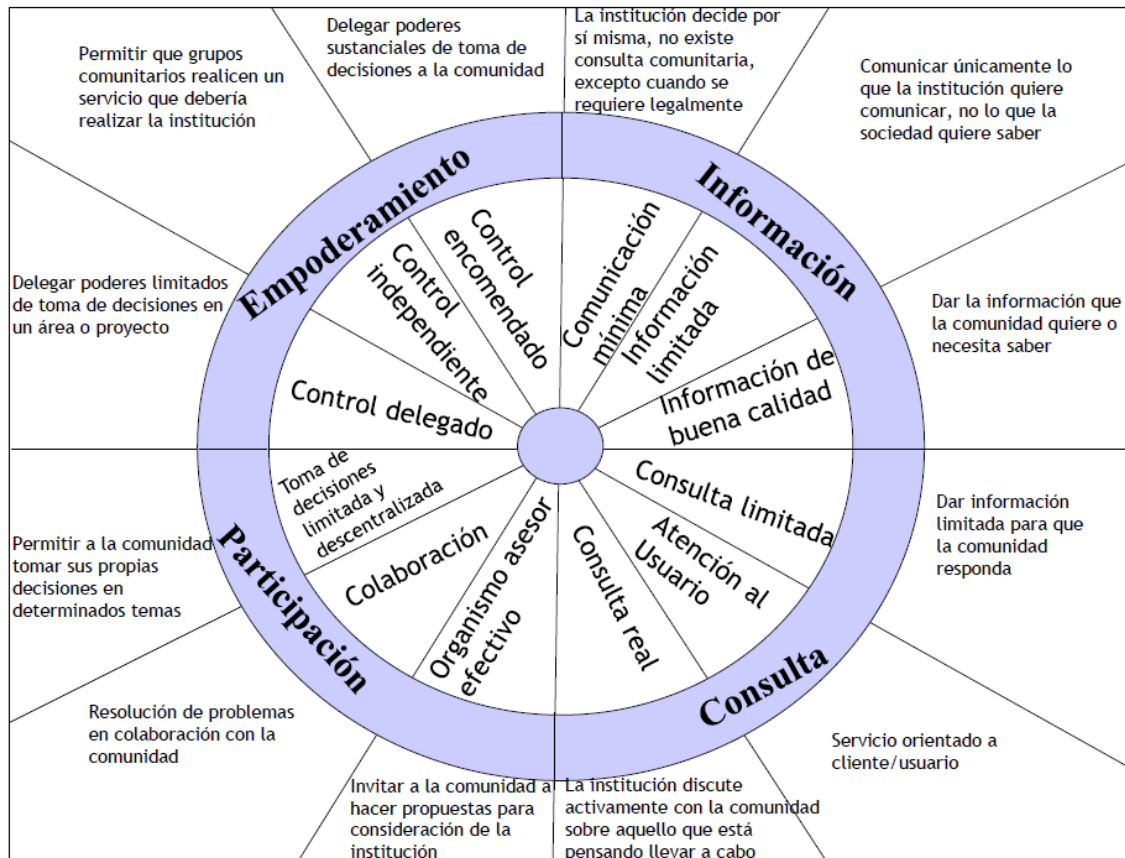 La institución decide por
sí misma, no existe
consulta comunitaria,
excepto cuando se
requiere legalmente
Comunicar únicamente lo
que la institución quiere
comunicar, no lo que la
sociedad quiere saber
Dar la información que
la comunidad quiere o
necesita saber
Dar información
limitada para que
la comunidad
responda
Servicio orientado a
cliente/usuario
La institución discute
activamente con la comunidad
sobre aquello que está
pensando llevar a cabo
Invitar a la comunidad a
hacer propuestas para
consideración de la
institución
Resolución de problemas
en colaboración con la
comunidad
Permitir a la comunidad
tomar sus propias
decisiones en
determinados temas
Delegar poderes limitados
de toma de decisiones en
un área o proyecto
Permitir que grupos
comunitarios realicen un
servicio que debería
realizar la institución
Delegar poderes
sustanciales de toma de
decisiones a la comunidad
Información
Consulta
Participación
Empoderamiento
Comunicación
mínima
Información
limitada
Información de
buena calidad
Consulta limitada
Atención al
Usuario
Consulta real
Organismo asesor
efectivo
Colaboración
Toma de
decisiones
limitada y
descentralizada
Control delegado
Control
independiente
Control
encomendado